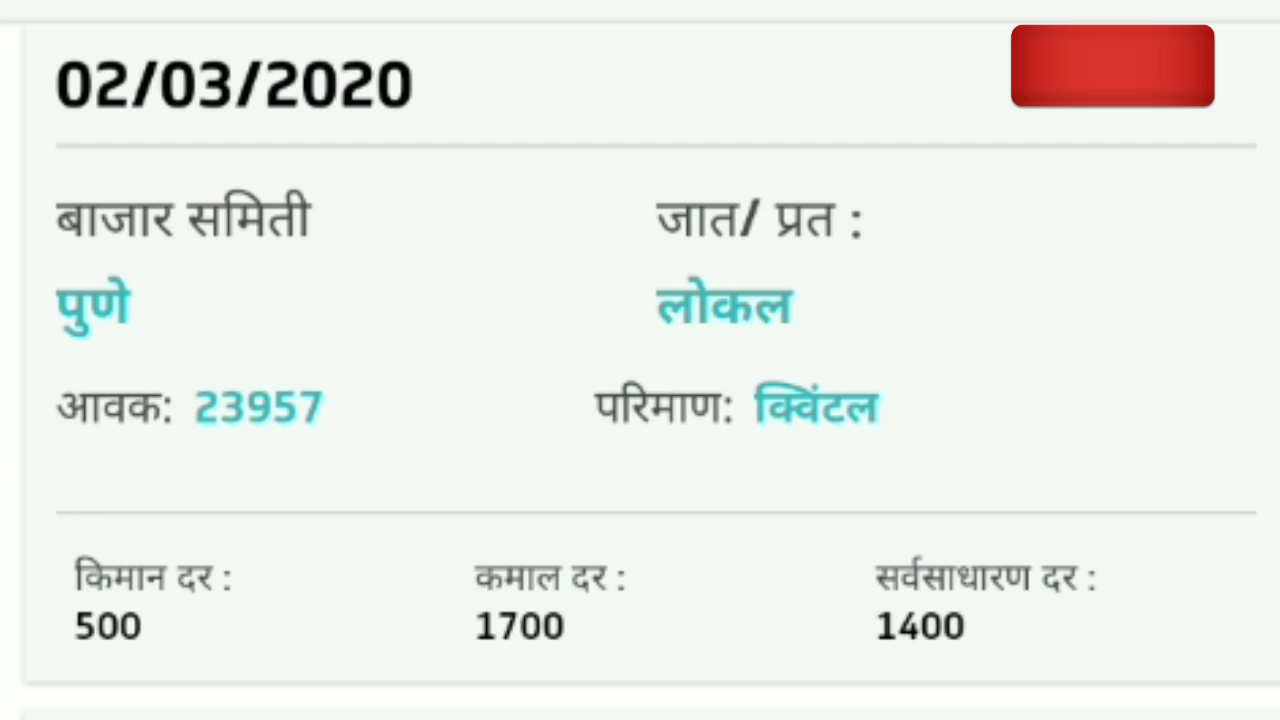 02/03/2020
बाजार समिती जात/ प्रत :
पुणे लोकल
आवक: 23957 परिमाण: क्विंटल
किमान दर : कमाल दर : सर्वसाधारण दर :
500 1700 1400